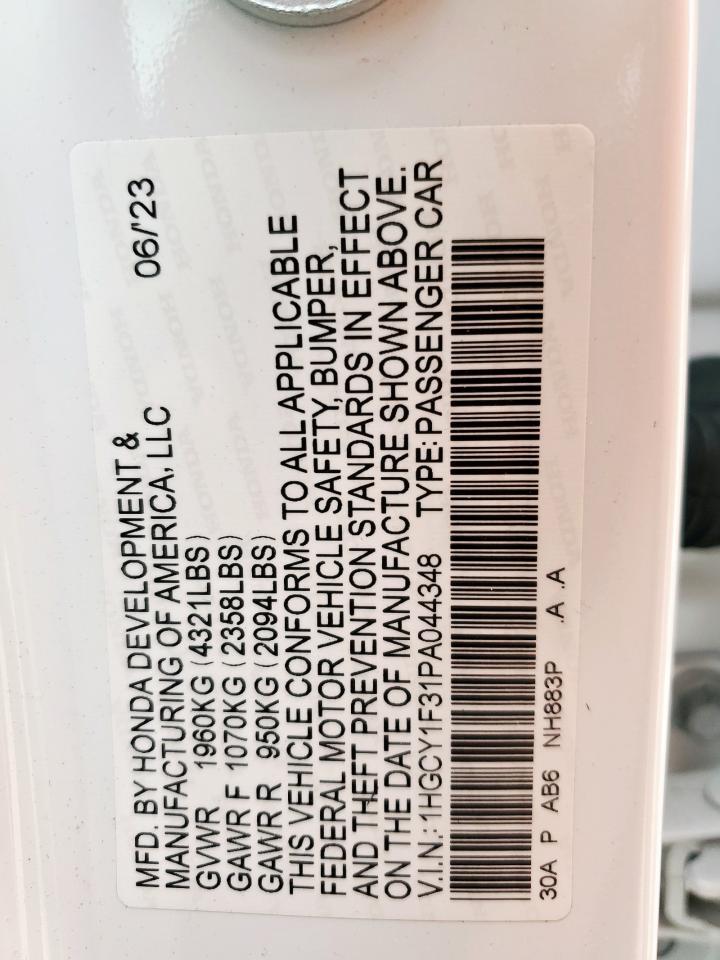 MFD. BY HONDA DEVELOPMENT &
MANUFACTURING OF AMERICA, LLC 06/'23
GVWR 1960KG (4321LBS)
GAWR F 1070KG (2358LBS)
GAWR R 950KG (2094LBS)
THIS VEHICLE CONFORMS TO ALL APPLICABLE
FEDERAL MOTOR VEHICLE SAFETY, BUMPER,
AND THEFT PREVENTION STANDARDS IN EFFECT
ON THE DATE OF MANUFACTURE SHOWN ABOVE.
V.I.N.: 1HGCY1F31PA044348 TYPE: PASSENGER CAR
30A P AB6 NH883P .A .A